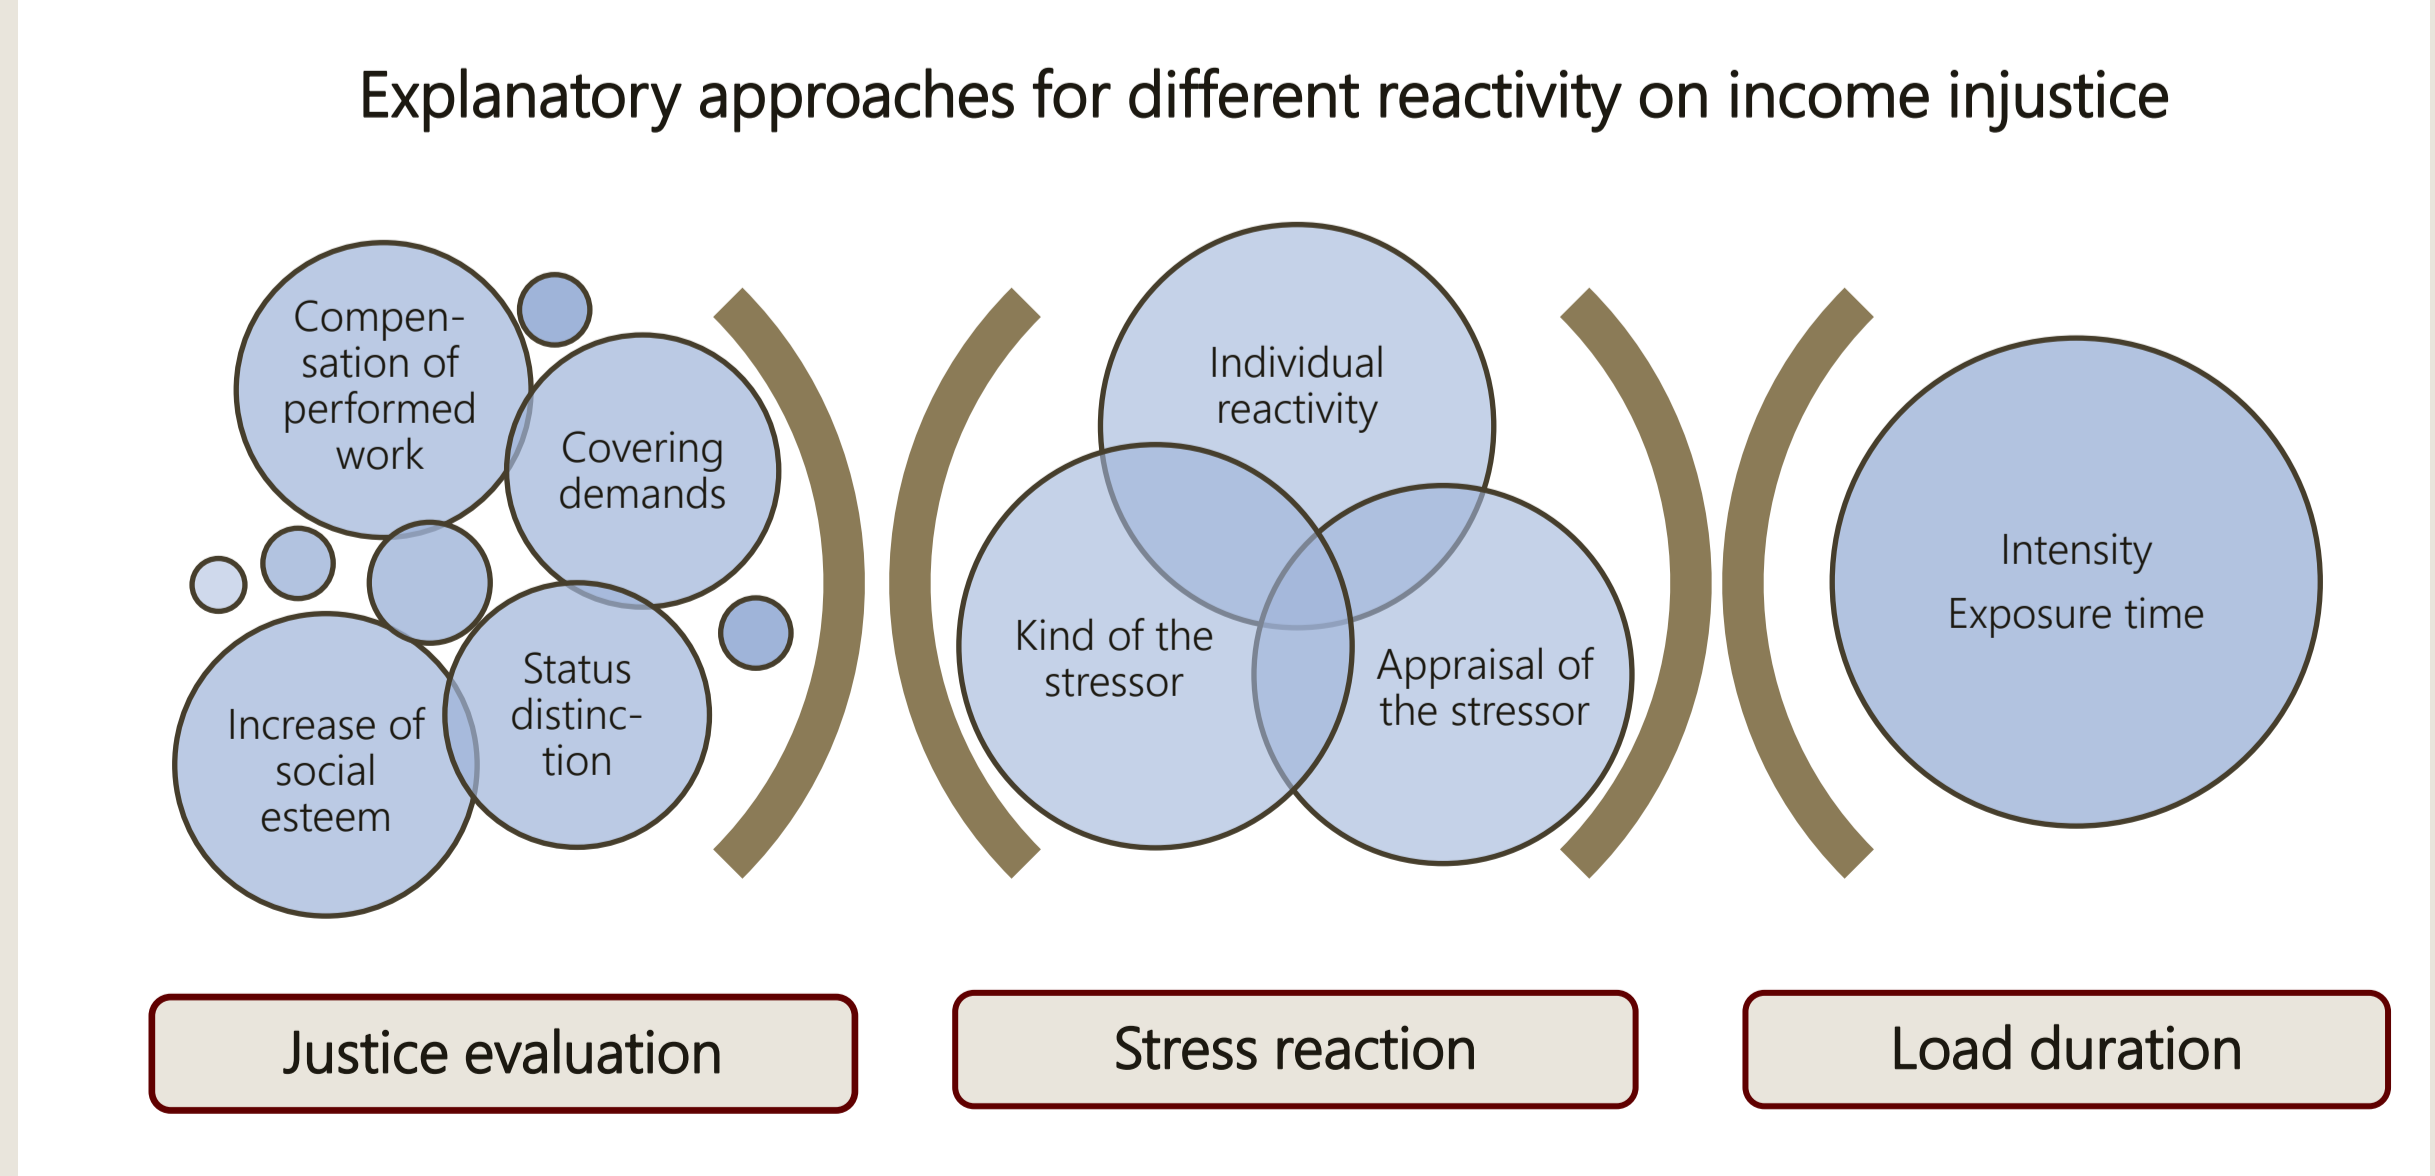 Explanatory approaches for different reactivity on income injustice
Compen-
sation of
performed
work
Covering
demands
Increase of
social
esteem
Status
distinc-
tion
Individual
reactivity
Kind of the
stressor
Appraisal of
the stressor
Intensity
Exposure time
Justice evaluation
Stress reaction
Load duration